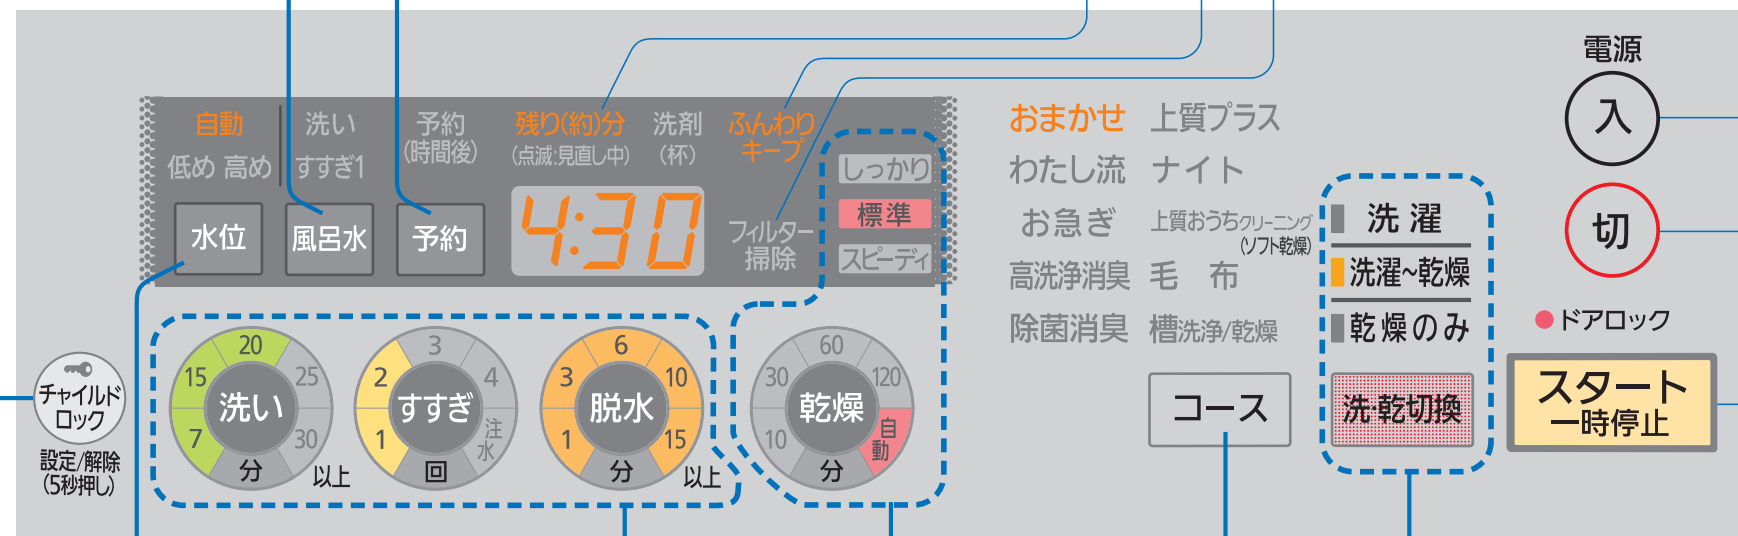 自動
洗い
予約
(時間後)
残り(約)分
(点滅:見直し中)
洗剤
(杯)
ふんわり
キープ
低め 高め
すすぎ1
水位
風呂水
予約
4:30
フィルター
掃除
しっかり
標準
スピーディ
おまかせ 上質プラス
わたし流 ナイト
お急ぎ 上質おうちクリーニング
(ソフト乾燥)
高洗浄消臭 毛 布
除菌消臭 槽洗浄/乾燥
コース
洗 濯
洗濯~乾燥
乾燥のみ
洗・乾切換
電源
入
切
ドアロック
スタート
一時停止
チャイルド
ロック
設定/解除
(5秒押し)
7 15 20 25 30
洗い
分
以上
1 2 3 4 注水
すすぎ
回
1 3 6 10 15
脱水
分
以上
10 30 60 120 自動
乾燥
分